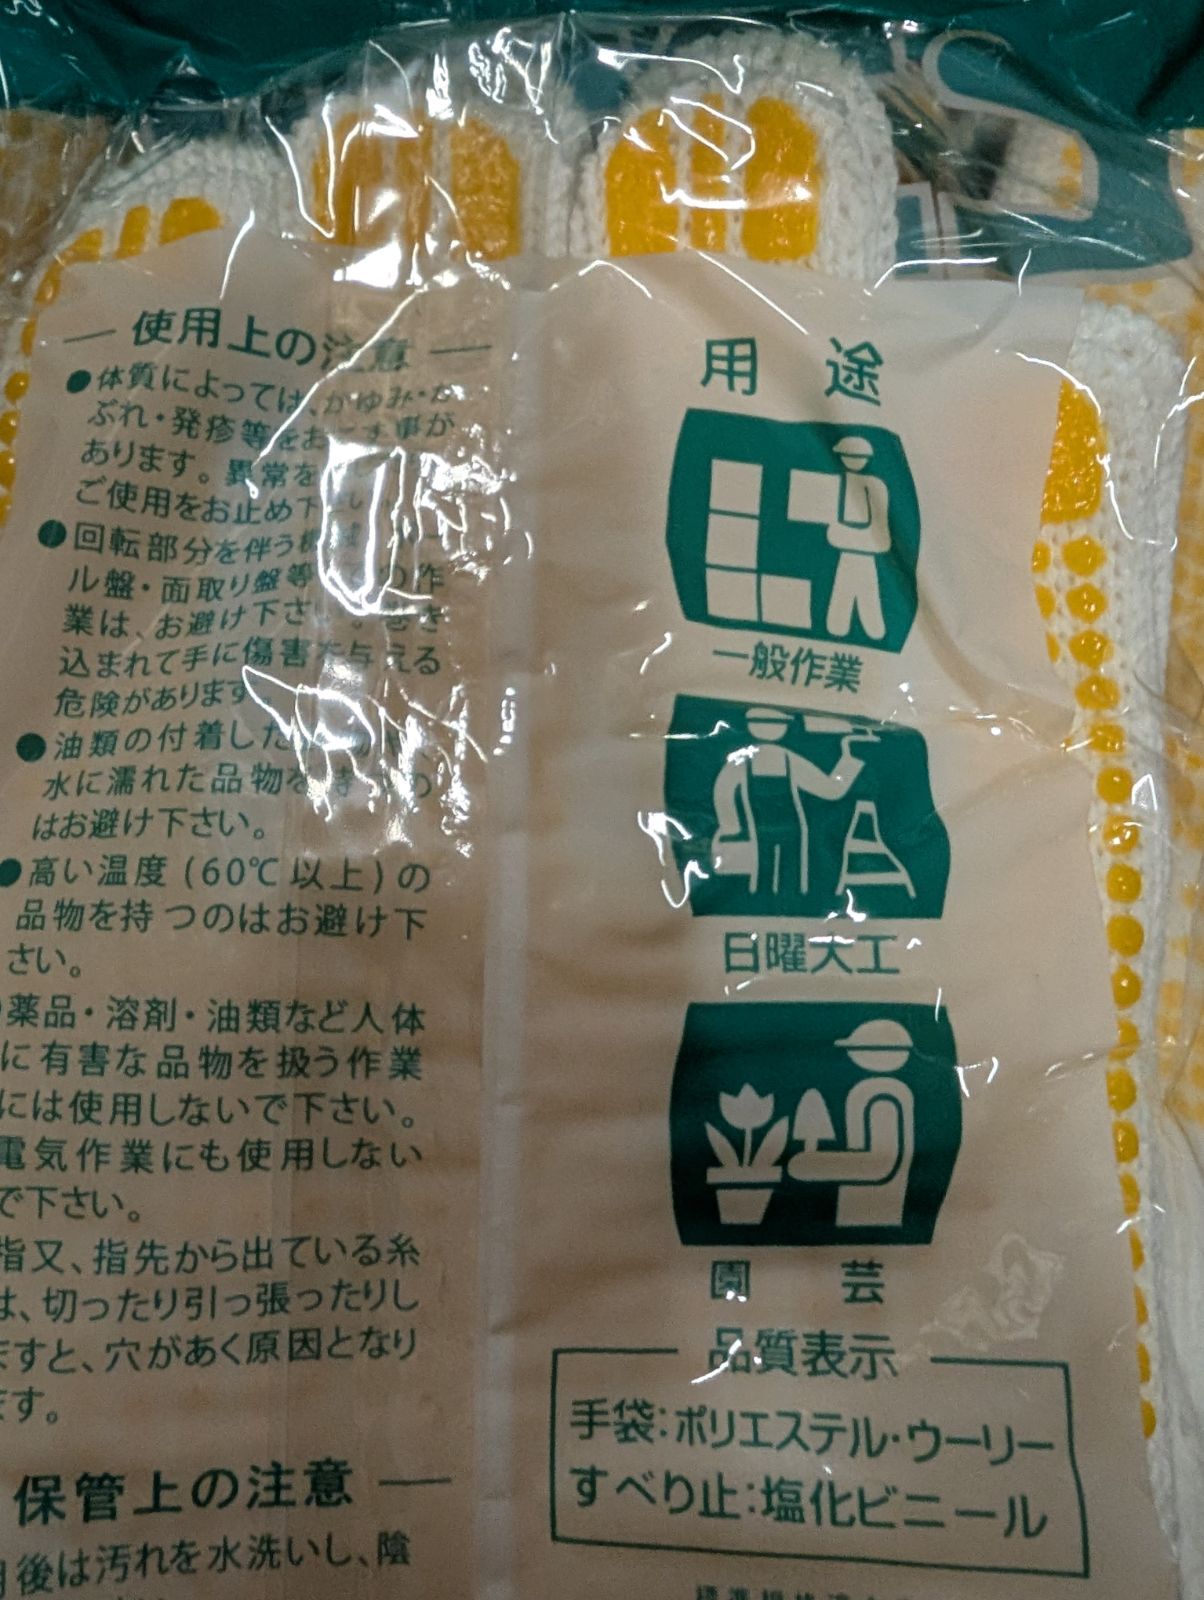 使用上の注意
●体質によっては、かゆみ・か
ぶれ・発疹等をおこす事が
あります。異常を
ご使用をお止め下
●回転部分を伴う
ル盤・面取り盤等 の作
業は、お避け下さ 。巻き
込まれて手に傷害を与える
危険があります
●油類の付着した
水に濡れた品物を持 の
はお避け下さい。
●高い温度(60℃以上)の
品物を持つのはお避け下
さい。
薬品・溶剤・油類など人体
に有害な品物を扱う作業
には使用しないで下さい。
電気作業にも使用しない
で下さい。
指又、指先から出ている糸
は、切ったり引っ張ったりし
ますと、穴があく原因となり
ます。
保管上の注意
後は汚れを水洗いし、陰
用途
一般作業
日曜大工
園芸
品質表示
手袋:ポリエステル・ウーリー
すべり止:塩化ビニール